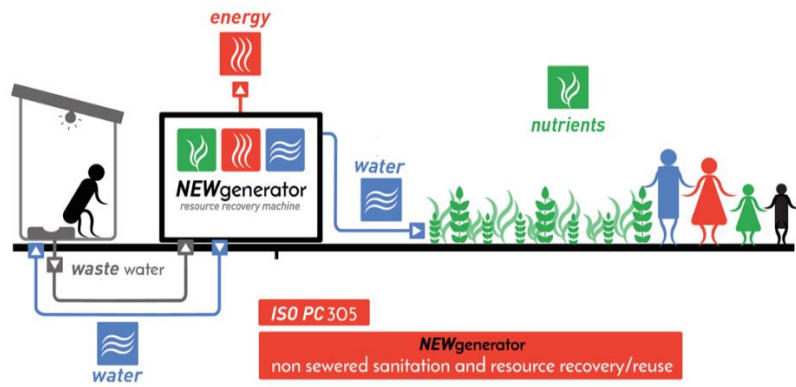 energy
nutrients
water
NEWgenerator
resource recovery machine
waste water
water
ISO PC 305
NEWgenerator
non sewered sanitation and resource recovery/reuse